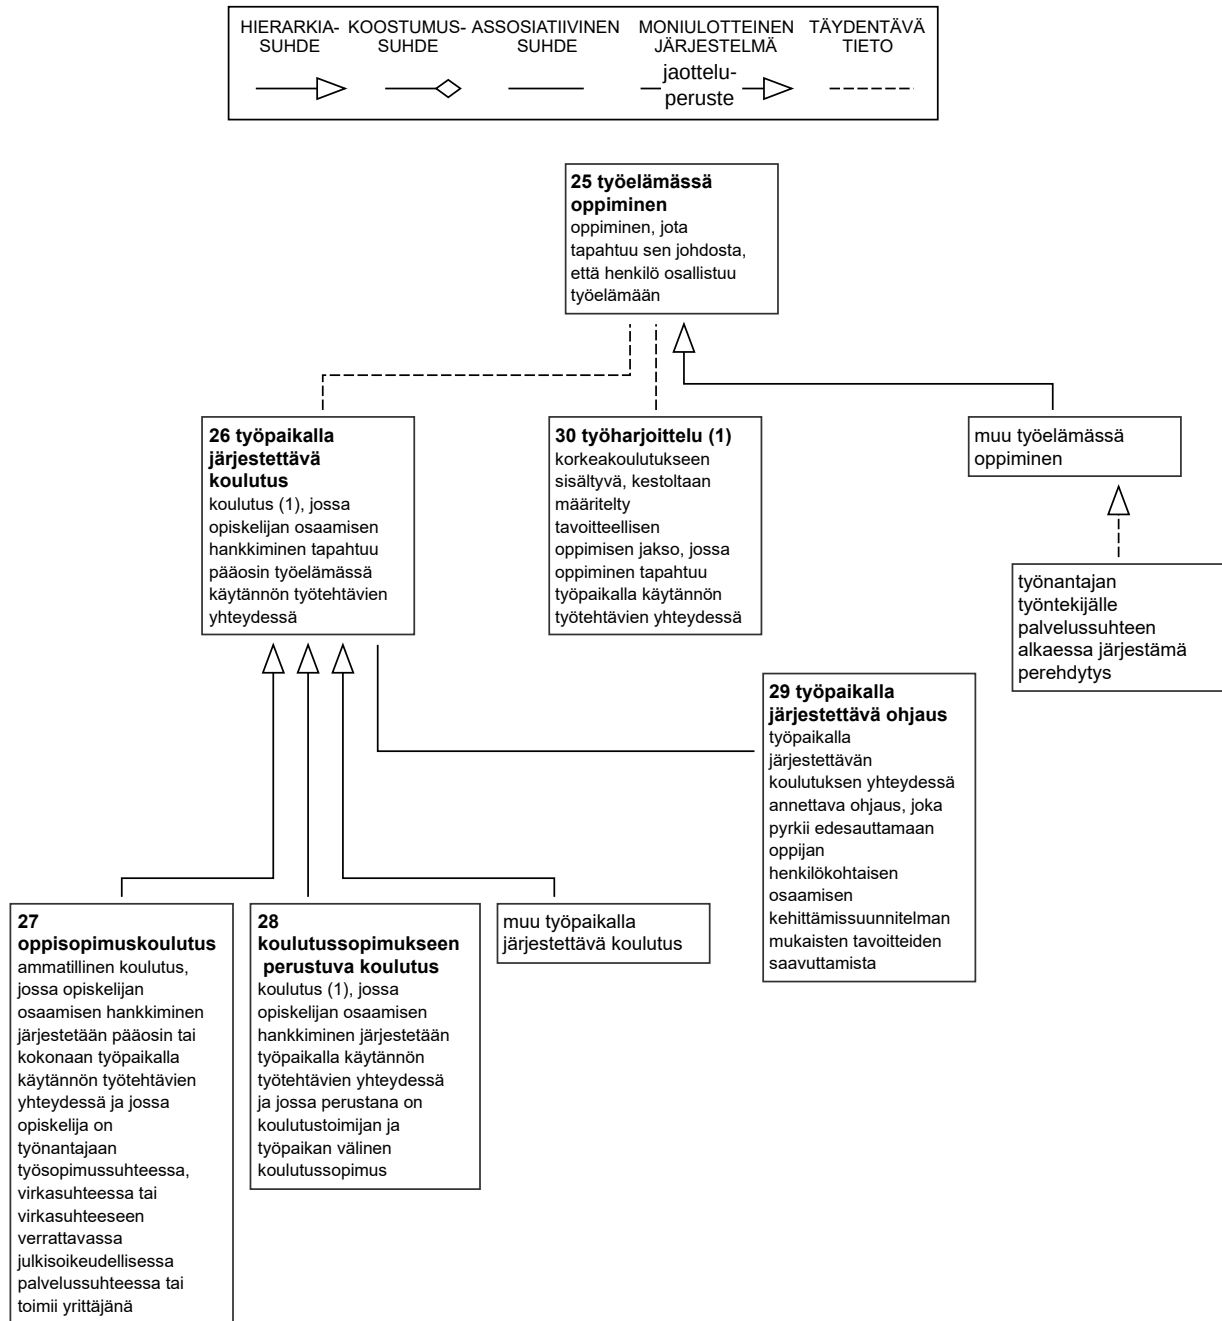 HIERARKIA-
SUHDE
KOOSTUMUS-
SUHDE
ASSOSIATIIVINEN
SUHDE
MONIULOTTEINEN
JÄRJESTELMÄ
jaottelu-
peruste
TÄYDENTÄVÄ
TIETO
25 työelämässä
oppiminen
oppiminen, jota
tapahtuu sen johdosta,
että henkilö osallistuu
työelämään
26 työpaikalla
järjestettävä
koulutus
koulutus (1), jossa
opiskelijan osaamisen
hankkiminen tapahtuu
pääosin työelämässä
käytännön työtehtävien
yhteydessä
30 työharjoittelu (1)
korkeakoulutukseen
sisältyvä, kestoltaan
määritelty
tavoitteellisen
oppimisen jakso, jossa
oppiminen tapahtuu
työpaikalla käytännön
työtehtävien yhteydessä
muu työelämässä
oppiminen
työnantajan
työntekijälle
palvelussuhteen
alkaessa järjestämä
perehdytys
29 työpaikalla
järjestettävä ohjaus
työpaikalla
järjestettävän
koulutuksen yhteydessä
annettava ohjaus, joka
pyrkii edesauttamaan
oppijan
henkilökohtaisen
osaamisen
kehittämissuunnitelman
mukaisten tavoitteiden
saavuttamista
27
oppisopimuskoulutus
ammatillinen koulutus,
jossa opiskelijan
osaamisen hankkiminen
järjestetään pääosin tai
kokonaan työpaikalla
käytännön työtehtävien
yhteydessä ja jossa
opiskelija on
työnantajaan
työsopimussuhteessa,
virkasuhteessa tai
virkasuhteeseen
verrattavassa
julkisoikeudellisessa
palvelussuhteessa tai
toimii yrittäjänä
28
koulutussopimukseen
perustuva koulutus
koulutus (1), jossa
opiskelijan osaamisen
hankkiminen järjestetään
työpaikalla käytännön
työtehtävien yhteydessä
ja jossa perustana on
koulutustoimijan ja
työpaikan välinen
koulutussopimus
muu työpaikalla
järjestettävä koulutus